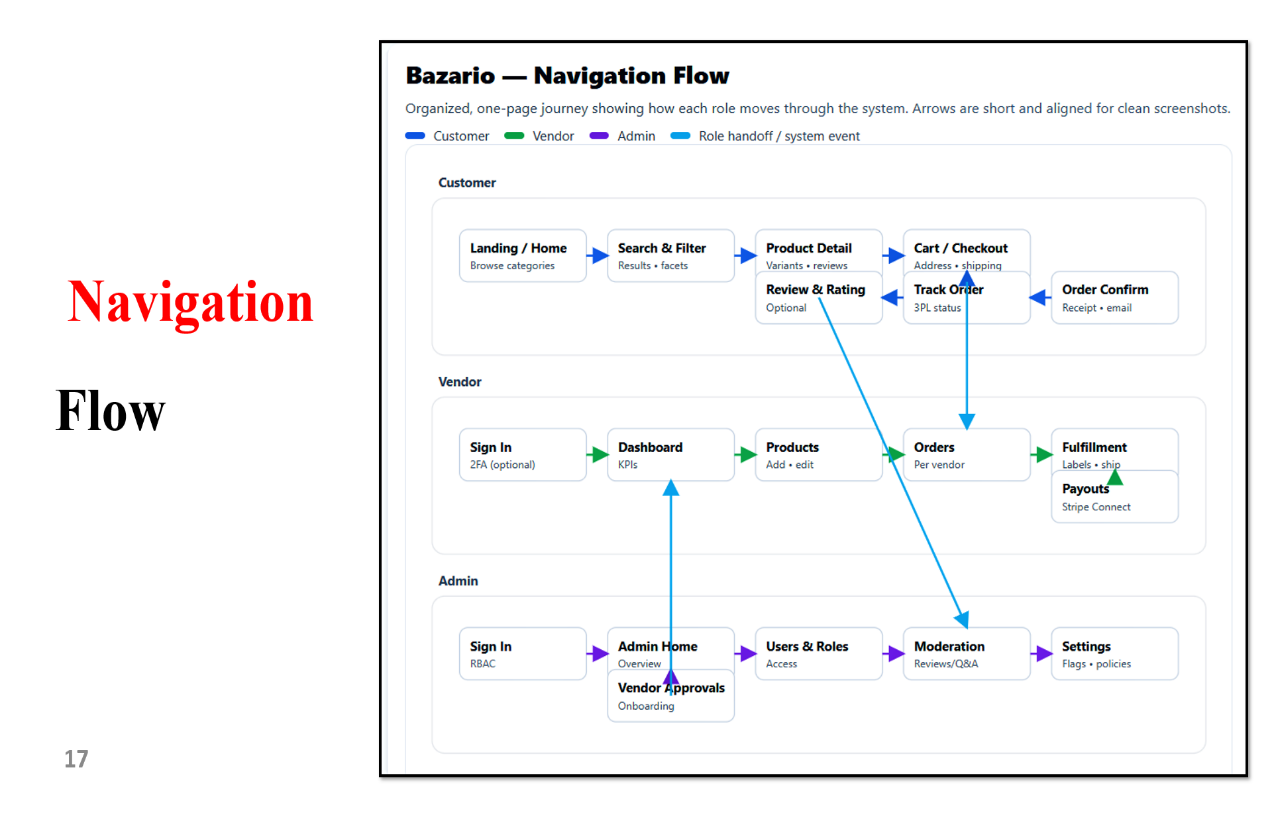 Navigation
Flow
17
Bazario — Navigation Flow
Organized, one-page journey showing how each role moves through the system. Arrows are short and aligned for clean screenshots.
Customer Vendor Admin Role handoff / system event
Customer
Landing / Home
Browse categories
Search & Filter
Results • facets
Product Detail
Variants • reviews
Cart / Checkout
Address • shipping
Review & Rating
Optional
Track Order
3PL status
Order Confirm
Receipt • email
Vendor
Sign In
2FA (optional)
Dashboard
KPIs
Products
Add • edit
Orders
Per vendor
Fulfillment
Labels • ship
Payouts
Stripe Connect
Admin
Sign In
RBAC
Admin Home
Overview
Users & Roles
Access
Moderation
Reviews/Q&A
Settings
Flags • policies
Vendor Approvals
Onboarding